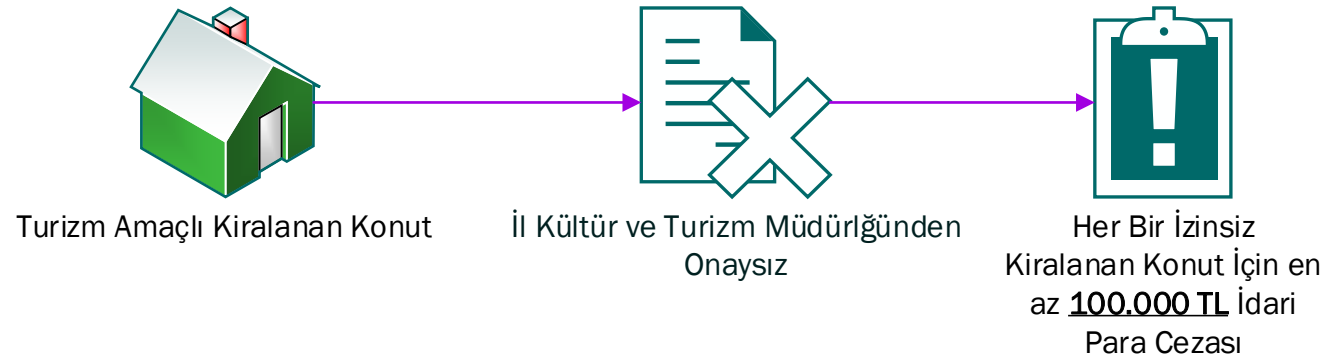 Turizm Amaçlı Kiralanan Konut
İl Kültür ve Turizm Müdürlğünden
Onaysız
Her Bir İzinsiz
Kiralanan Konut İçin en
az 100.000 TL İdari
Para Cezası